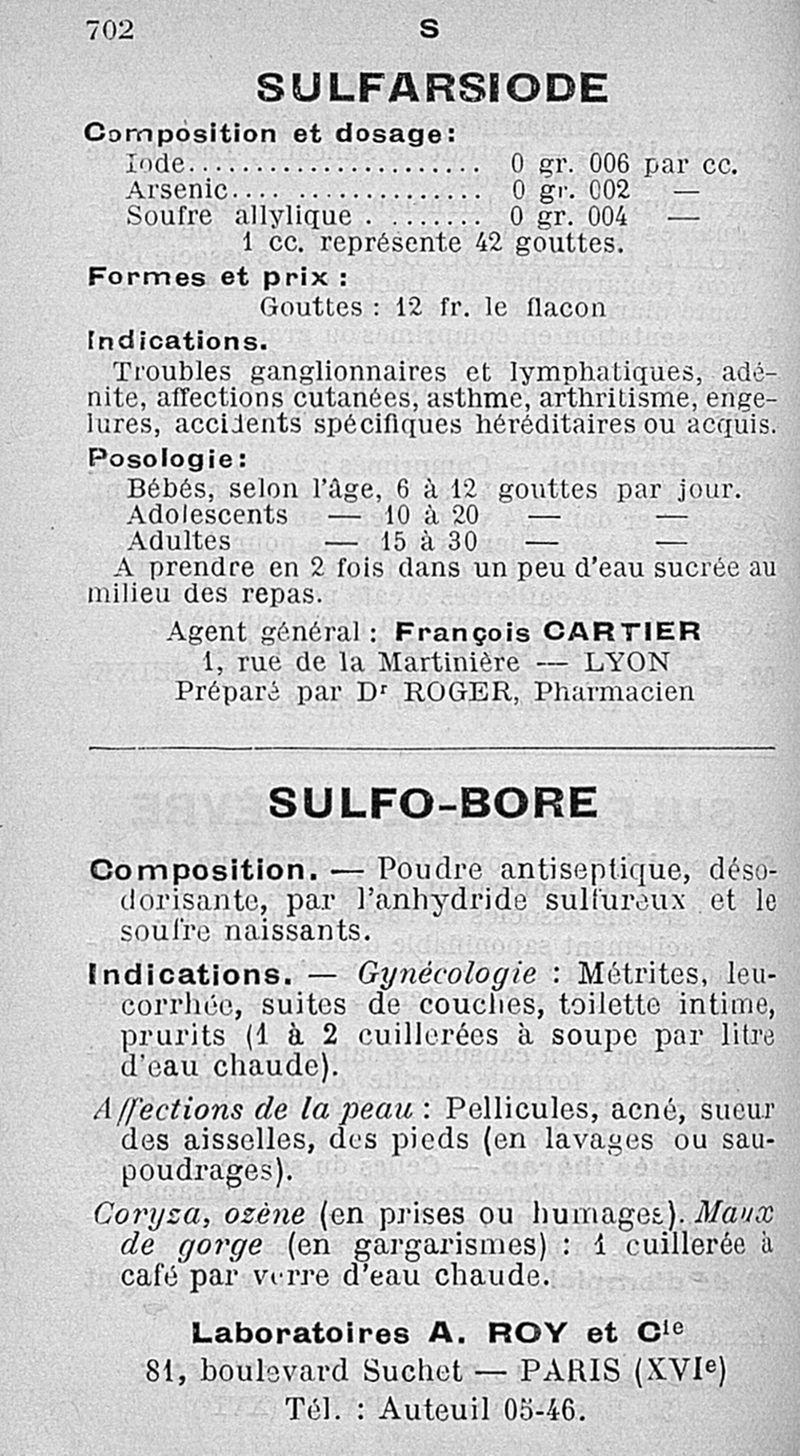 702
S
SULFARSIODE
Composition et dosage:
Iode...................... 0 gr. 006 par cc.
Arsenic................... 0 gr. 002 —
Soufre allylique . ....... 0 gr. 004 —
1 cc. représente 42 gouttes.
Formes et prix :
Gouttes : 12 fr. le flacon
Indications.
Troubles ganglionnaires et lymphatiques, adé-
nite, affections cutanées, asthme, arthritisme, enge-
lures, accidents spécifiques héréditaires ou acquis.
Posologie:
Bébés, selon l'âge, 6 à 12 gouttes par jour.
Adolescents — 10 à 20 — —
Adultes — 15 à 30 — —
A prendre en 2 fois dans un peu d'eau sucrée au
milieu des repas.
Agent général : François CARTIER
1, rue de la Martinière — LYON
Préparé par Dr ROGER, Pharmacien
SULFO-BORE
Composition. — Poudre antiseptique, déso-
dorisante, par l'anhydride sulfureux et le
soufre naissants.
Indications. — Gynécologie : Métrites, leu-
corrhée, suites de couches, toilette intime,
prurits (1 à 2 cuillerées à soupe par litre
d'eau chaude).
Affections de la peau : Pellicules, acné, sueur
des aisselles, des pieds (en lavages ou sau-
poudrages).
Coryza, ozène (en prises ou humages). Maux
de gorge (en gargarismes) : 1 cuillerée à
café par verre d'eau chaude.
Laboratoires A. ROY et Cie
81, boulevard Suchet — PARIS (XVIe)
Tél. : Auteuil 05-46.